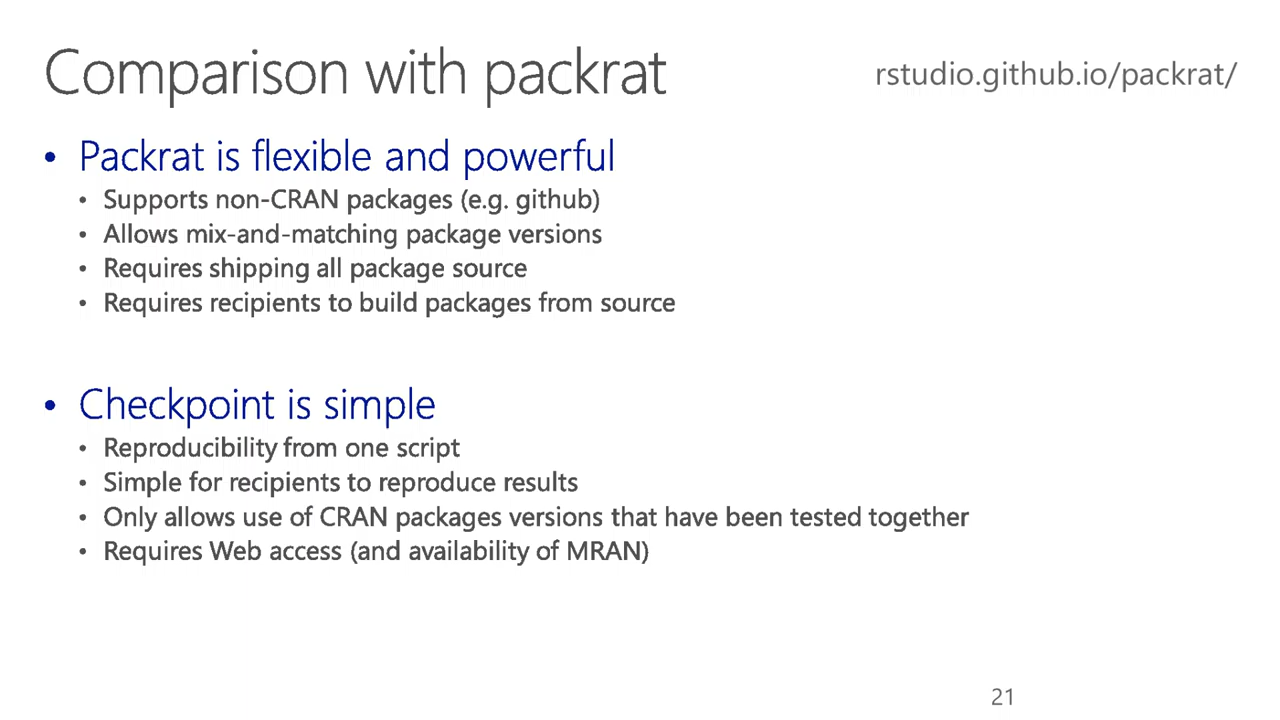 Comparison with packrat
rstudio.github.io/packrat/
• Packrat is flexible and powerful
• Supports non-CRAN packages (e.g. github)
• Allows mix-and-matching package versions
• Requires shipping all package source
• Requires recipients to build packages from source
• Checkpoint is simple
• Reproducibility from one script
• Simple for recipients to reproduce results
• Only allows use of CRAN packages versions that have been tested together
• Requires Web access (and availability of MRAN)
21